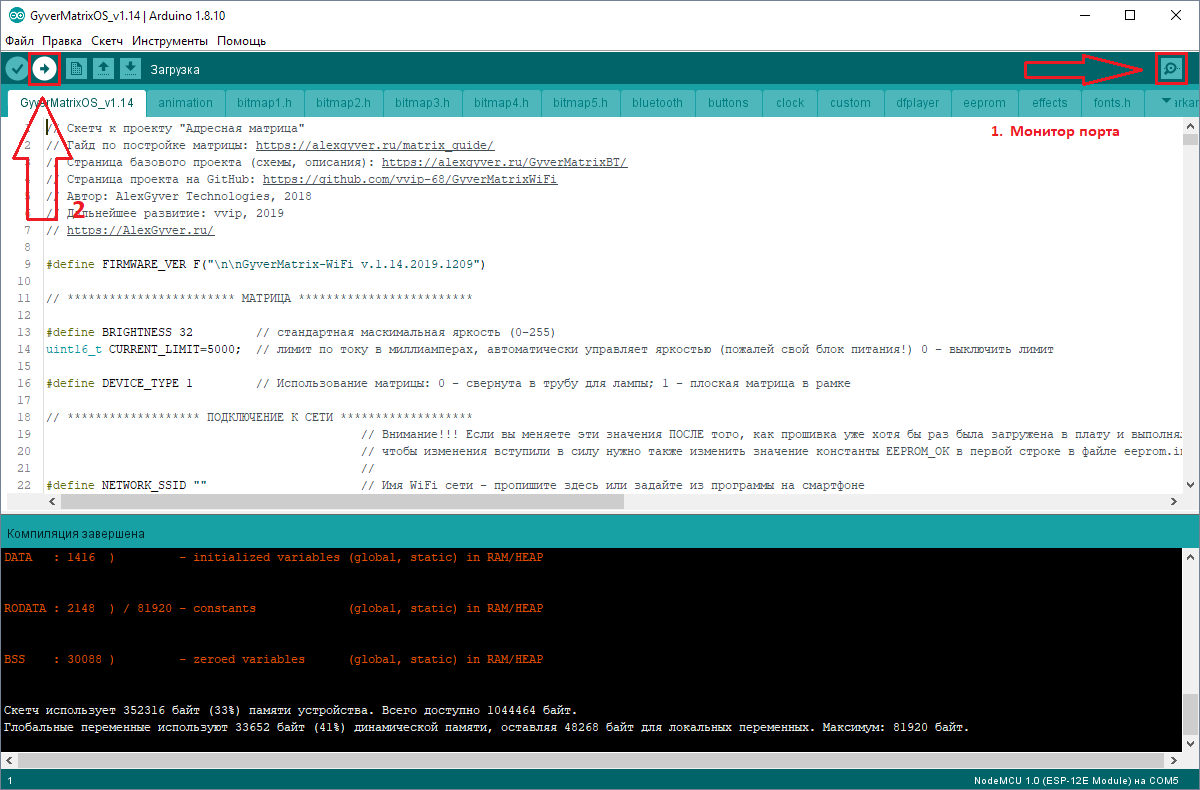 GyverMatrixOS_v1.14 | Arduino 1.8.10
Файл Правка Скетч Инструменты Помощь
Загрузка
GyverMatrixOS_v1.14 animation bitmap1.h bitmap2.h bitmap3.h bitmap4.h bitmap5.h bluetooth buttons clock custom dfplayer eeprom effects fonts.h arkan
1. Монитор порта
2
1 // Скетч к проекту "Адресная матрица"
2 // Гайд по постройке матрицы: https://alexgyver.ru/matrix_guide/
3 // Страница базового проекта (схемы, описания): https://alexgyver.ru/GyverMatrixBT/
4 // Страница проекта на GitHub: https://github.com/vvip-68/GyverMatrixWiFi
5 // Автор: AlexGyver Technologies, 2018
6 // Дальнейшее развитие: vvip, 2019
7 // https://AlexGyver.ru/
8
9 #define FIRMWARE_VER F("\n\nGyverMatrix-WiFi v.1.14.2019.1209")
10
11 // ************************ МАТРИЦА *************************
12
13 #define BRIGHTNESS 32 // стандартная маскимальная яркость (0-255)
14 uint16_t CURRENT_LIMIT=5000; // лимит по току в миллиамперах, автоматически управляет яркостью (пожалей свой блок питания!) 0 - выключить лимит
15
16 #define DEVICE_TYPE 1 // Использование матрицы: 0 - свернута в трубу для лампы; 1 - плоская матрица в рамке
17
18 // ******************* ПОДКЛЮЧЕНИЕ К СЕТИ *******************
19 // Внимание!!! Если вы меняете эти значения ПОСЛЕ того, как прошивка уже хотя бы раз была загружена в плату и выполня
20 // чтобы изменения вступили в силу нужно также изменить значение константы EEPROM_OK в первой строке в файле eeprom.i
21 //
22 #define NETWORK_SSID "" // Имя WiFi сети - пропишите здесь или задайте из программы на смартфоне
Компиляция завершена
DATA : 1416 ) - initialized variables (global, static) in RAM/HEAP
RODATA : 2148 ) / 81920 - constants (global, static) in RAM/HEAP
BSS : 30088 ) - zeroed variables (global, static) in RAM/HEAP
Скетч использует 352316 байт (33%) памяти устройства. Всего доступно 1044464 байт.
Глобальные переменные используют 33652 байт (41%) динамической памяти, оставляя 48268 байт для локальных переменных. Максимум: 81920 байт.
1 NodeMCU 1.0 (ESP-12E Module) на COM5